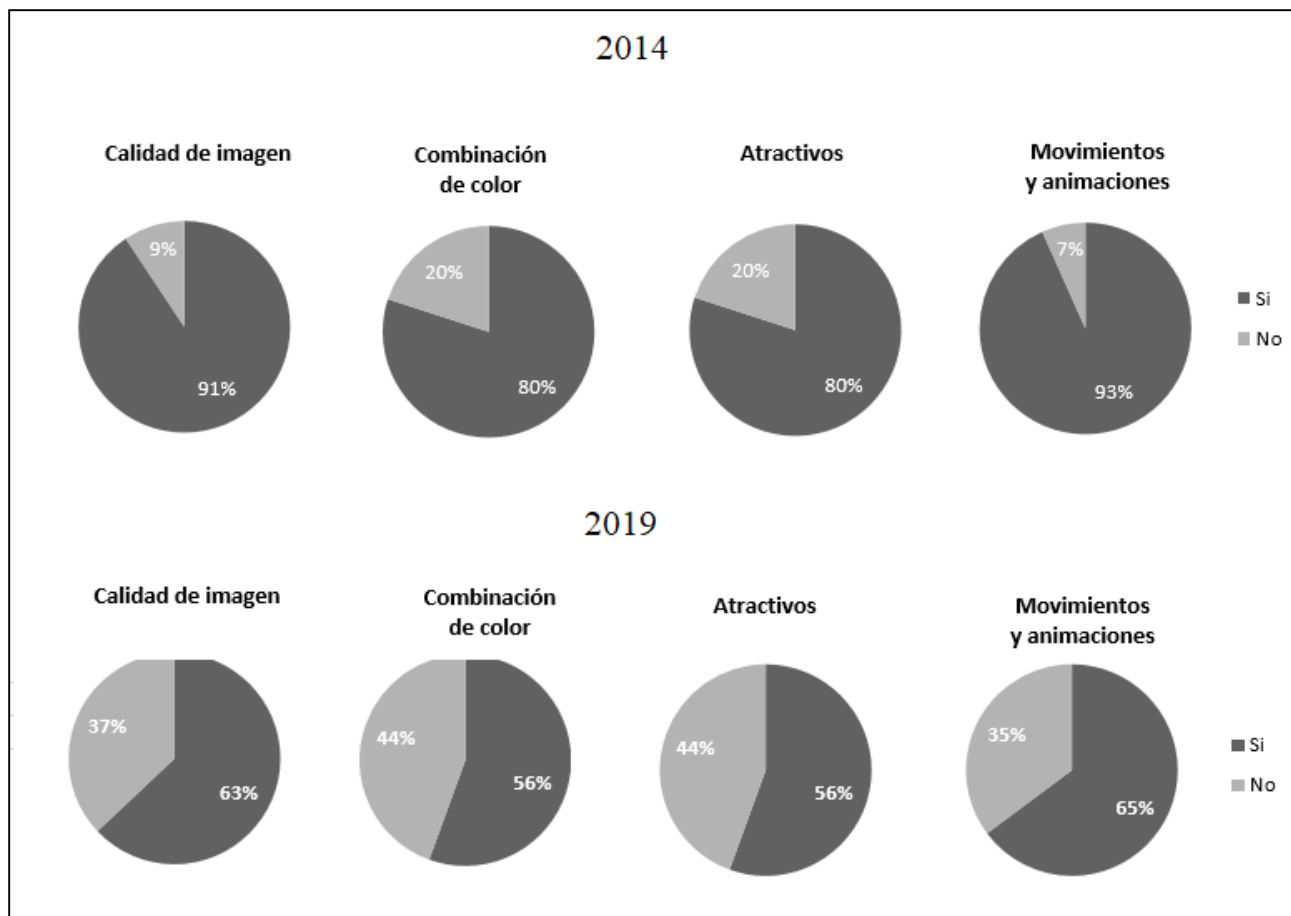 2014
Calidad de imagen
Combinación
de color
Atractivos
Movimientos
y animaciones
9%
91%
20%
80%
20%
80%
7%
93%
Si
No
2019
Calidad de imagen
Combinación
de color
Atractivos
Movimientos
y animaciones
37%
63%
44%
56%
44%
56%
35%
65%
Si
No